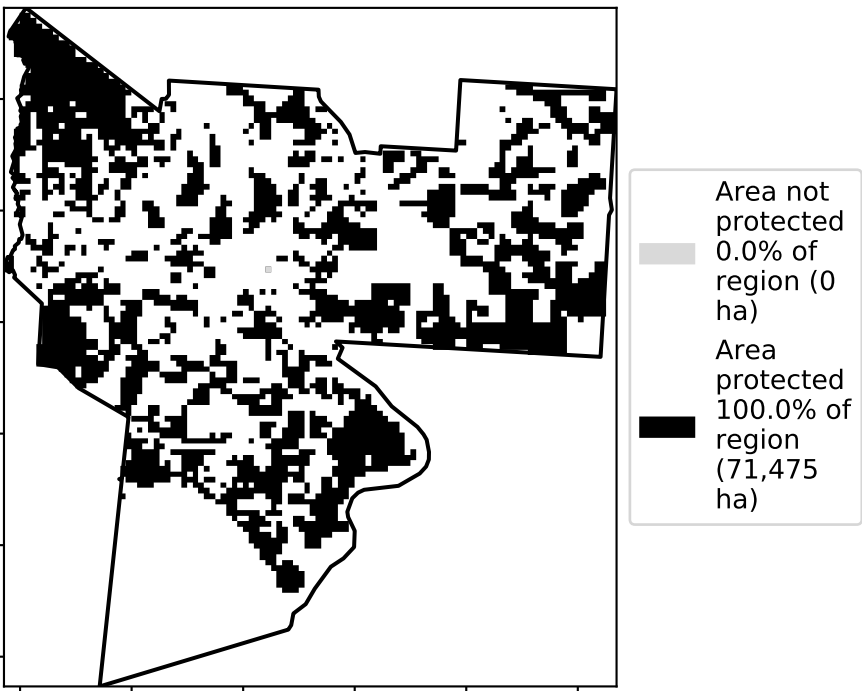 Area not
protected
0.0% of
region (0
ha)
Area
protected
100.0% of
region
(71,475
ha)